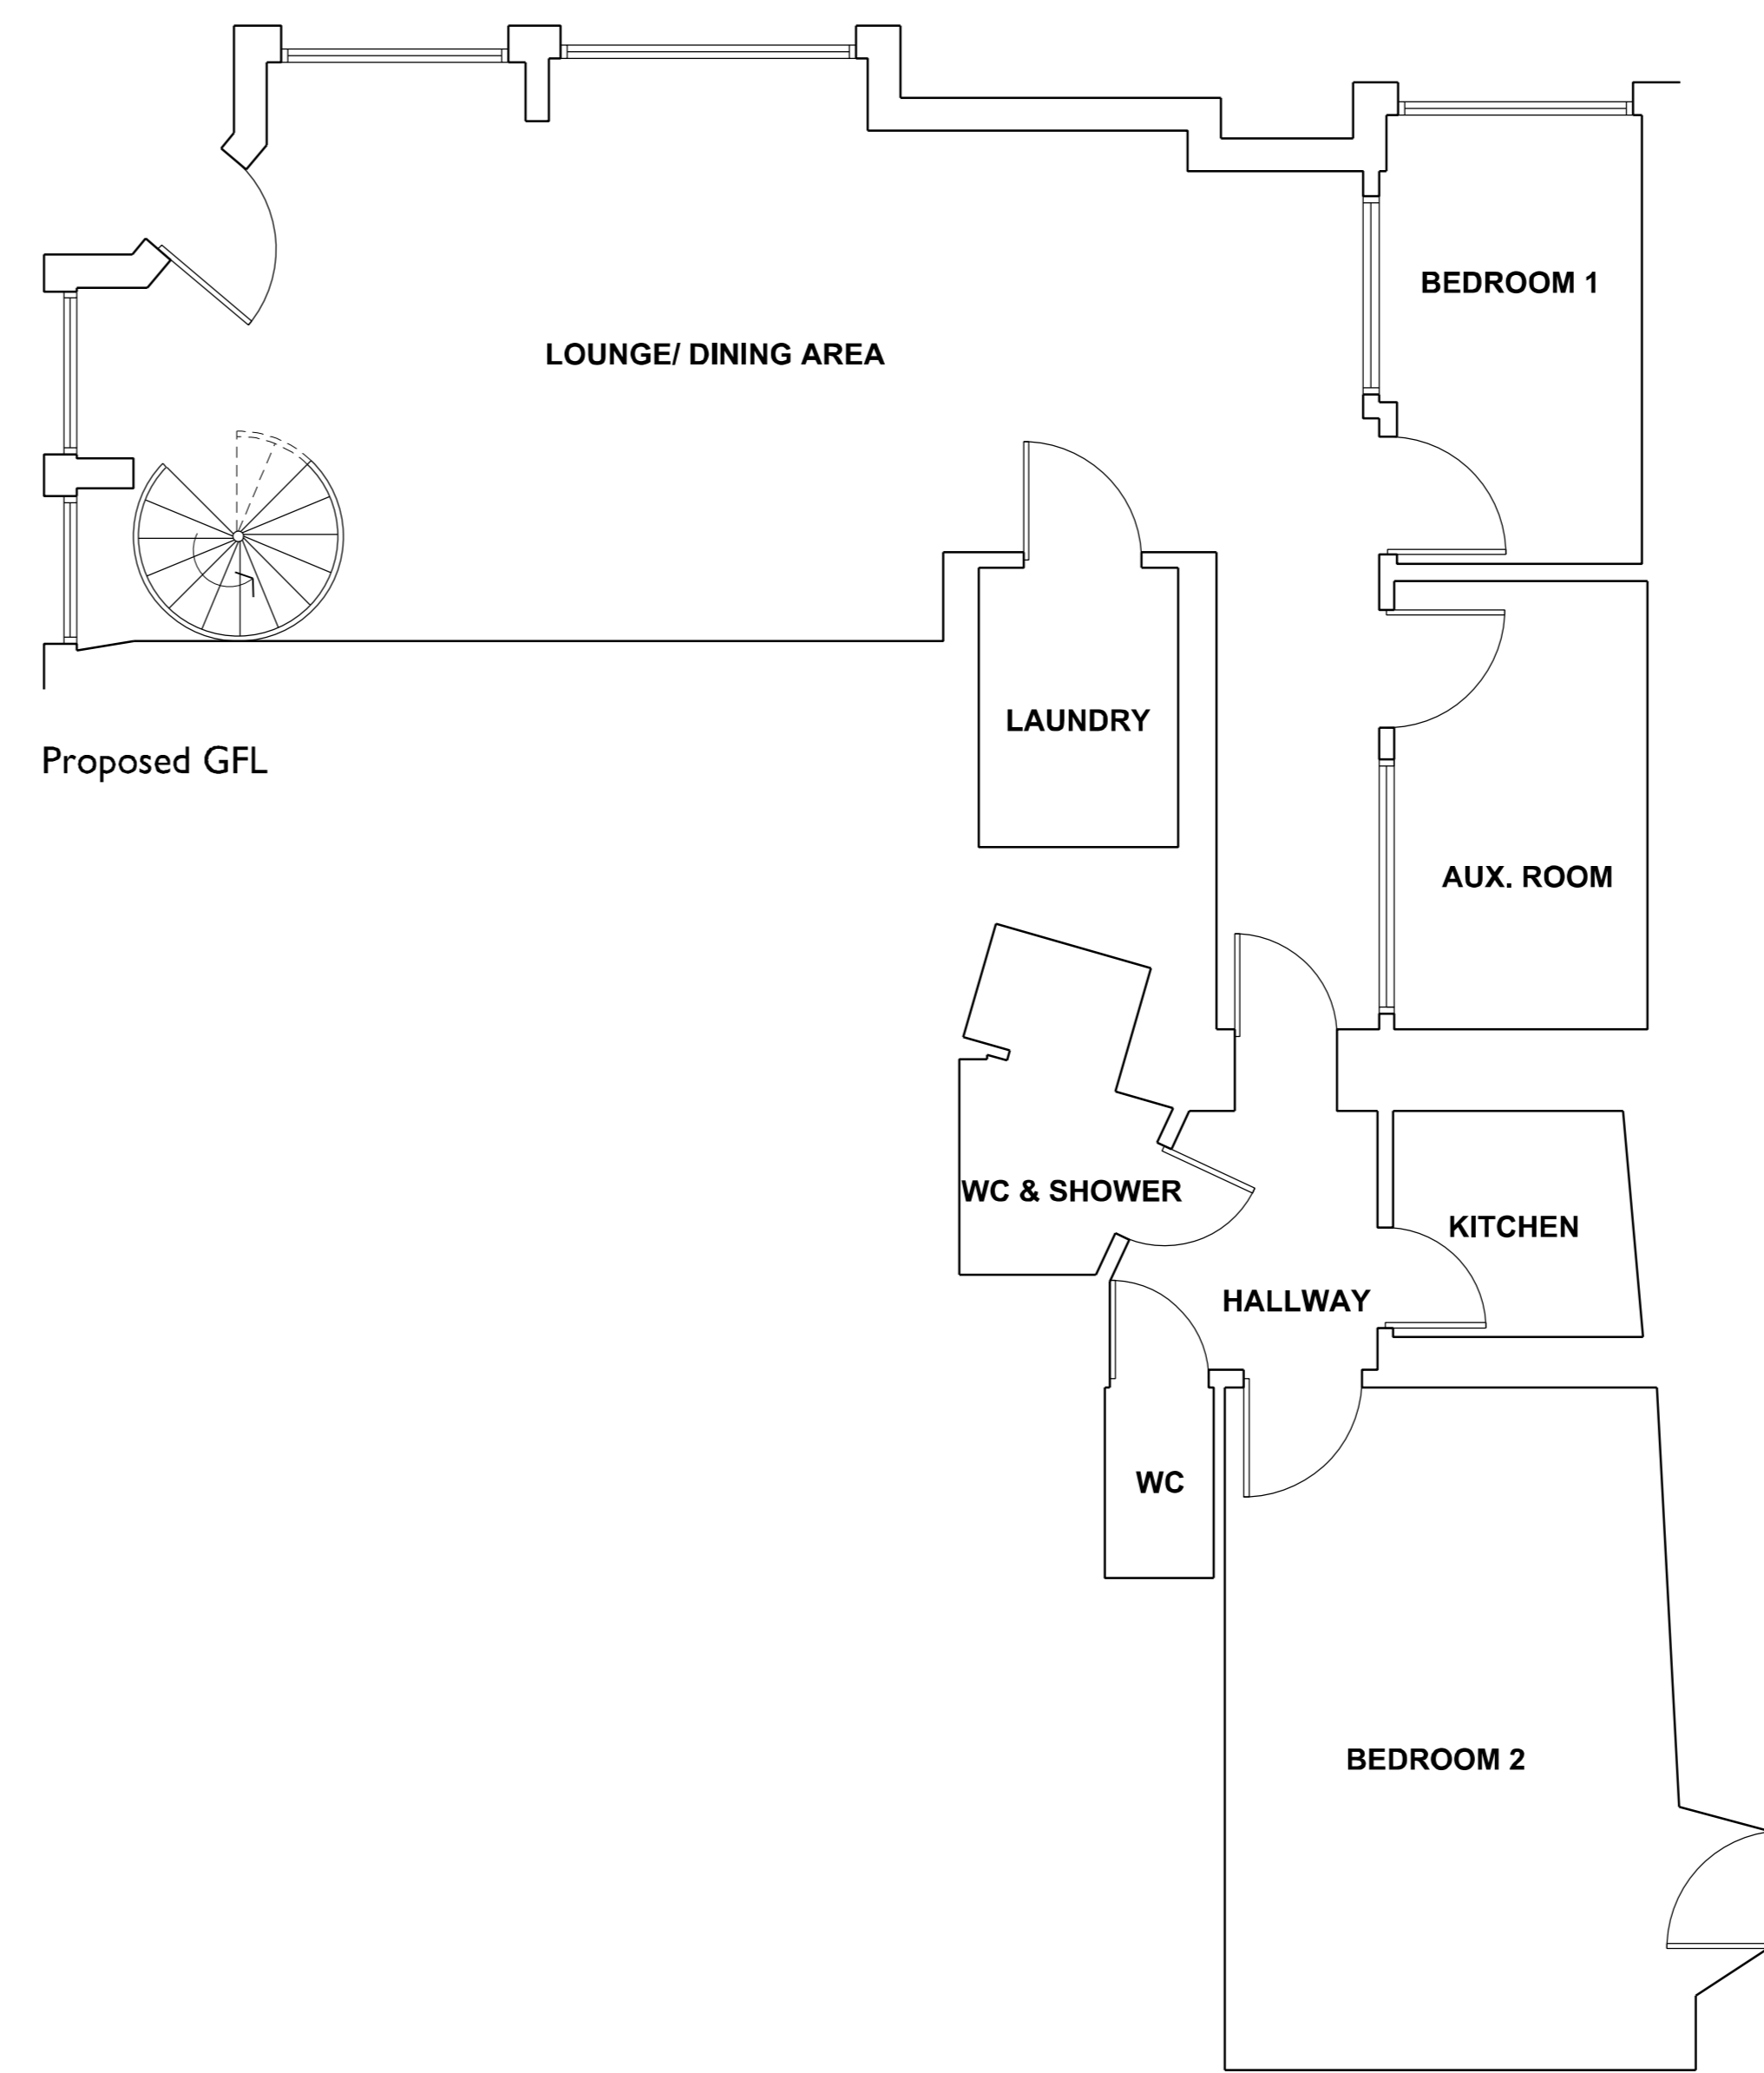 BEDROOM 1
LOUNGE/ DINING AREA
LAUNDRY
Proposed GFL
AUX. ROOM
WC & SHOWER
KITCHEN
HALLWAY
WC
BEDROOM 2